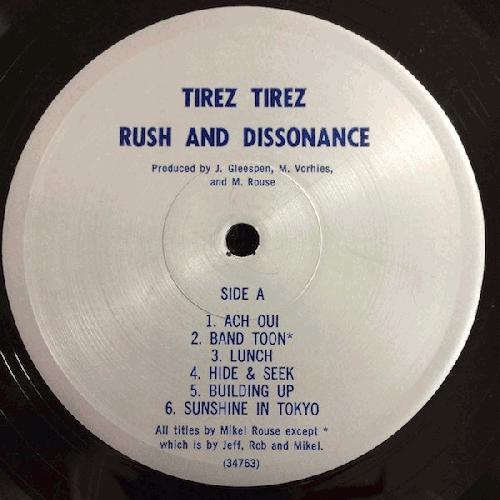 TIREZ TIREZ
RUSH AND DISSONANCE
Produced by J. Gleespen, M. Vorhies,
and M. Rouse
SIDE A
1. ACH OUI
2. BAND TOON*
3. LUNCH
4. HIDE & SEEK
5. BUILDING UP
6. SUNSHINE IN TOKYO
All titles by Mikel Rouse except *
which is by Jeff, Rob and Mikel.
(34763)